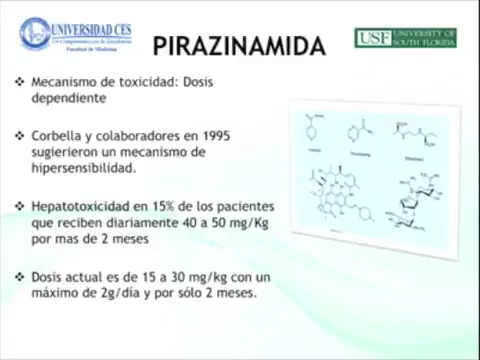 UNIVERSIDAD CES
Un Compromiso con la Excelencia
Facultad de Medicina
PIRAZINAMIDA
USF
UNIVERSITY OF
SOUTH FLORIDA
Mecanismo de toxicidad: Dosis
dependiente
Corbella y colaboradores en 1995
sugierieron un mecanismo de
hipersensibilidad.
Hepatotoxicidad en 15% de los pacientes
que reciben diariamente 40 a 50 mg/Kg
por mas de 2 meses
Dosis actual es de 15 a 30 mg/kg con un
máximo de 2g/día y por sólo 2 meses.